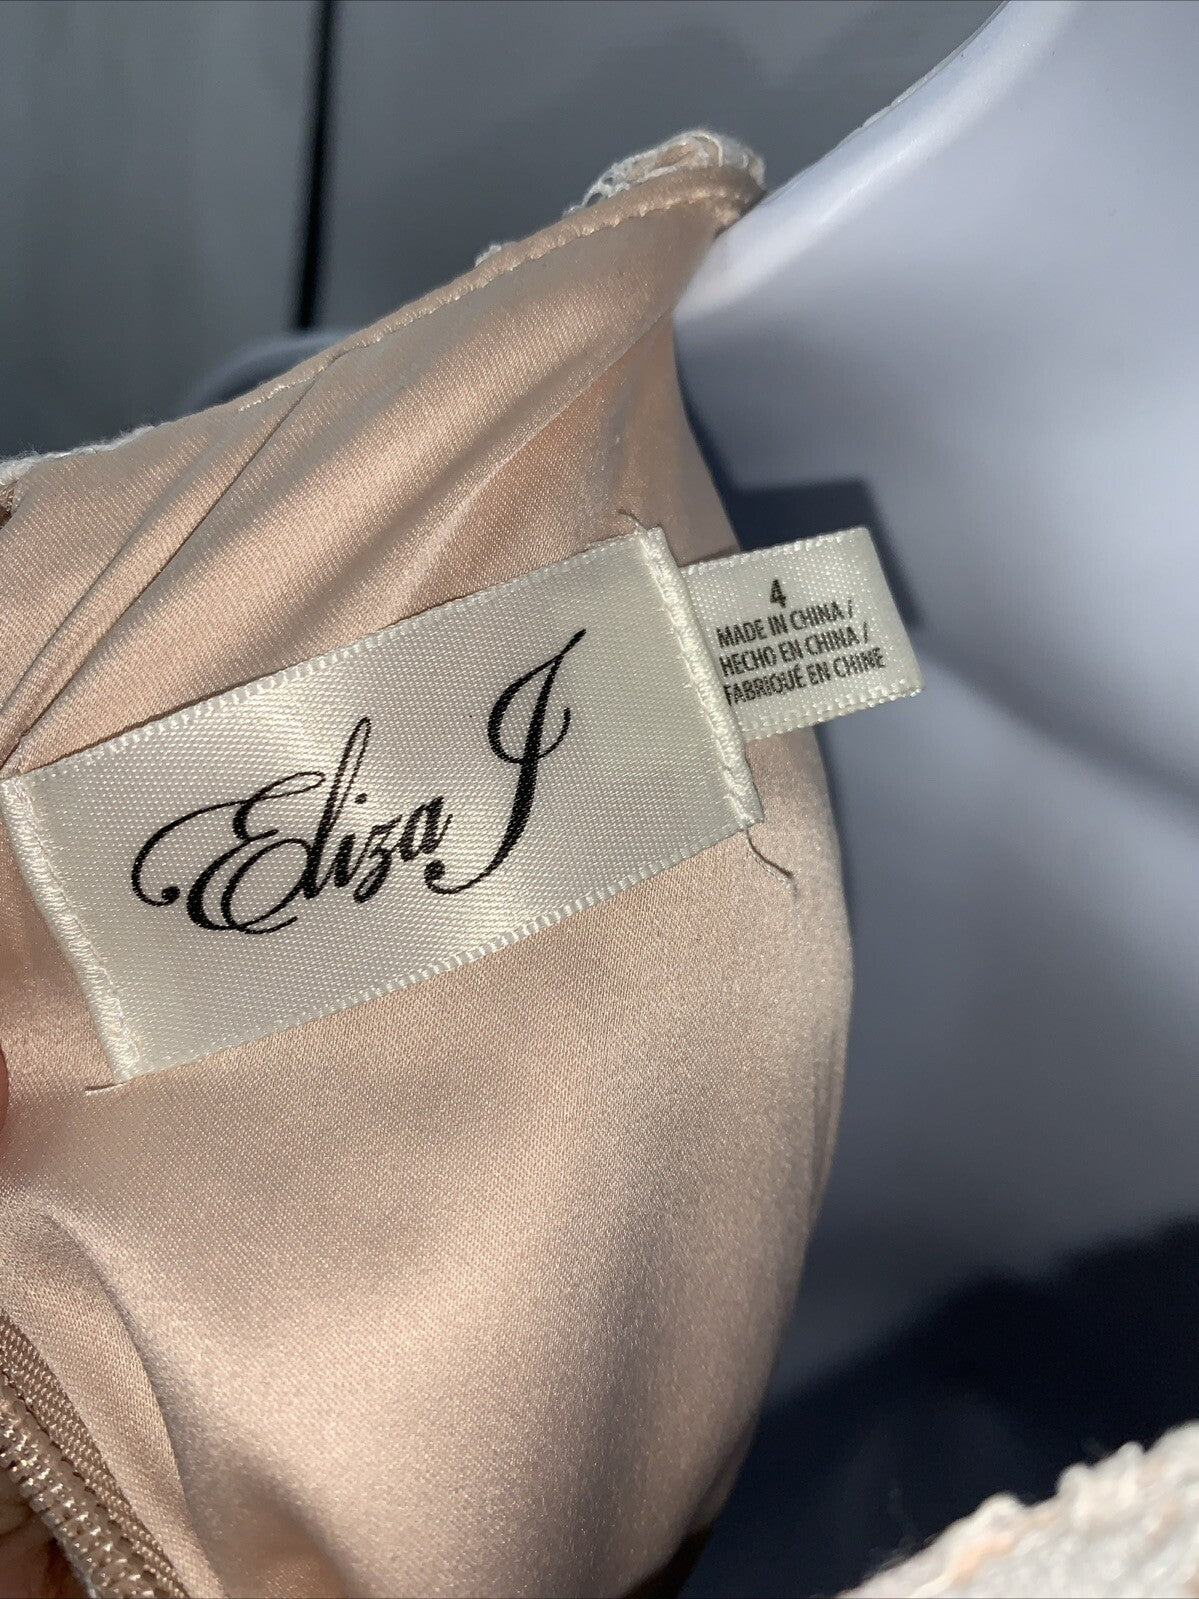 Eliza J
4
MADE IN CHINA /
HECHO EN CHINA /
FABRIQUÉ EN CHINE